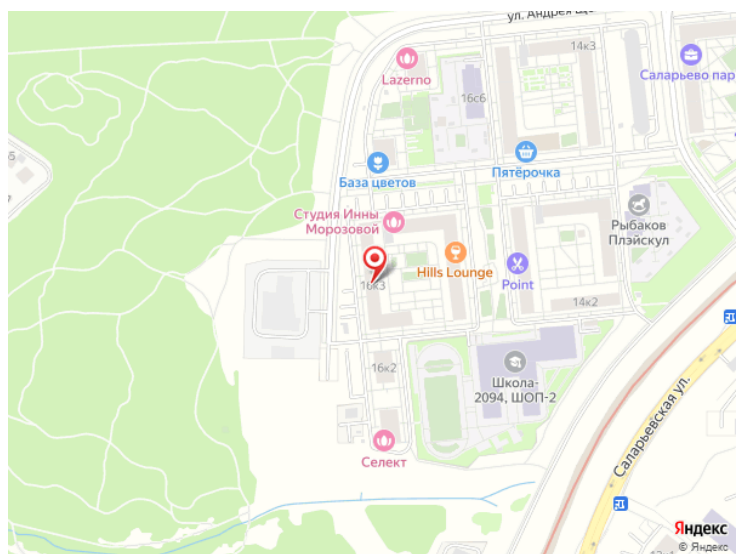 ул. Андрея
14к3
Lazerno
16с6
Саларьево пар
База цветов
Пятёрочка
Студия Инны
Морозовой
Рыбаков
Плэйскул
16к3
Hills Lounge
Point
14к2
16к2
Школа-
2094, ШОП-2
Саларьевская ул.
Селект
Яндекс
© Яндекс